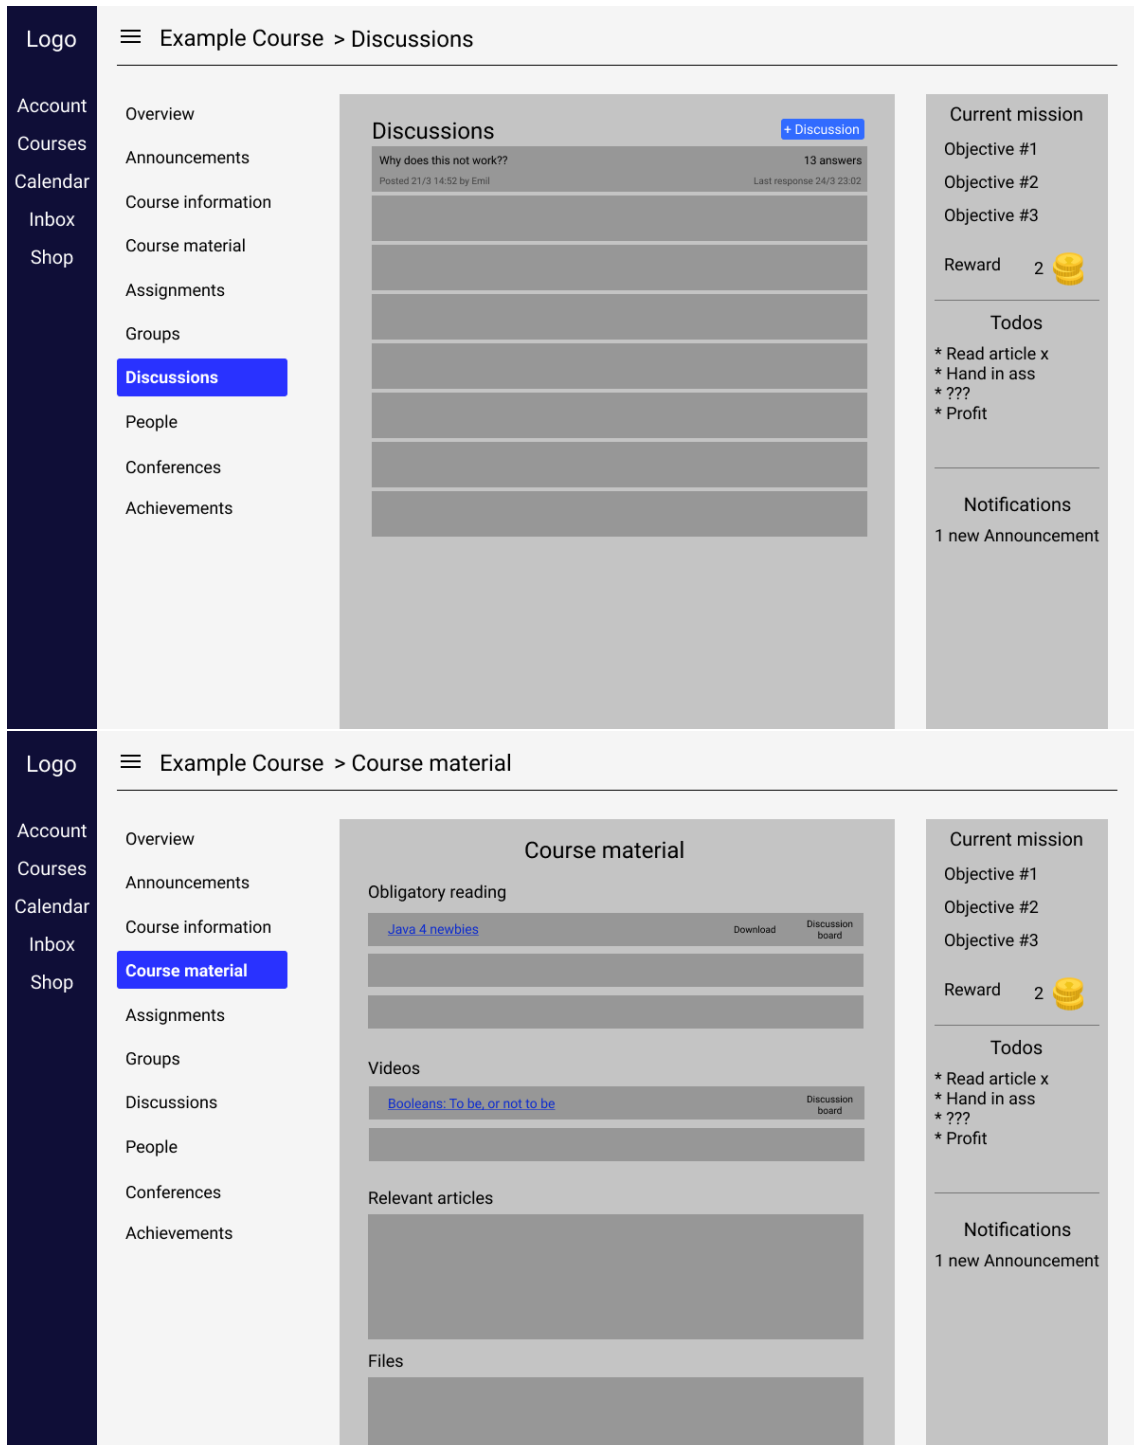 Logo
Account
Courses
Calendar
Inbox
Shop
Example Course > Discussions
Overview
Announcements
Course information
Course material
Assignments
Groups
Discussions
People
Conferences
Achievements
Discussions
+ Discussion
Why does this not work??
13 answers
Posted 21/3 14:52 by Emil
Last response 24/3 23:02
Current mission
Objective #1
Objective #2
Objective #3
Reward 2
Todos
* Read article x
* Hand in ass
* ???
* Profit
Notifications
1 new Announcement
Logo
Account
Courses
Calendar
Inbox
Shop
Example Course > Course material
Overview
Announcements
Course information
Course material
Assignments
Groups
Discussions
People
Conferences
Achievements
Course material
Obligatory reading
Java 4 newbies
Download
Discussion
board
Videos
Booleans: To be, or not to be
Discussion
board
Relevant articles
Files
Current mission
Objective #1
Objective #2
Objective #3
Reward 2
Todos
* Read article x
* Hand in ass
* ???
* Profit
Notifications
1 new Announcement